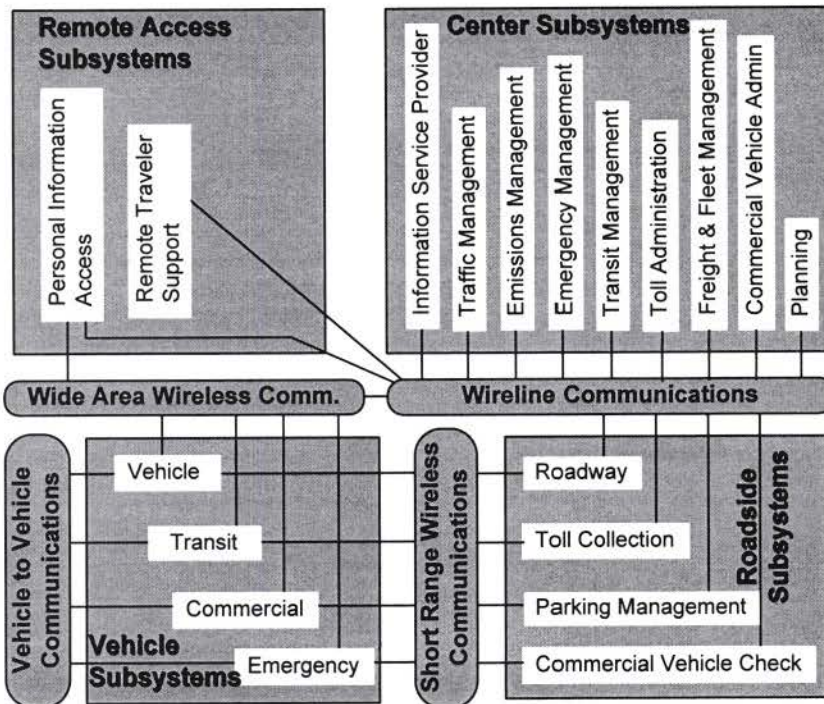 Remote Access
Subsystems
Personal Information
Access
Remote Traveler
Support
Center Subsystems
Information Service Provider
Traffic Management
Emissions Management
Emergency Management
Transit Management
Toll Administration
Freight & Fleet Management
Commercial Vehicle Admin
Planning
Wide Area Wireless Comm.
Wireline Communications
Vehicle to Vehicle
Communications
Vehicle
Transit
Commercial
Emergency
Vehicle
Subsystems
Short Range Wireless
Communications
Roadway
Toll Collection
Parking Management
Commercial Vehicle Check
Roadside
Subsystems